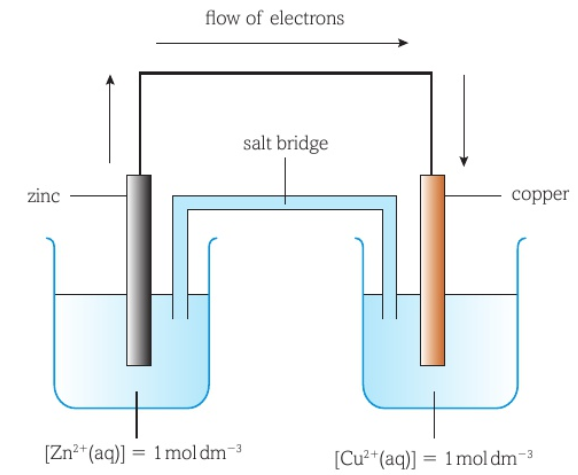 flow of electrons
salt bridge
zinc
copper
[Zn²⁺(aq)] = 1 mol dm⁻³
[Cu²⁺(aq)] = 1 mol dm⁻³